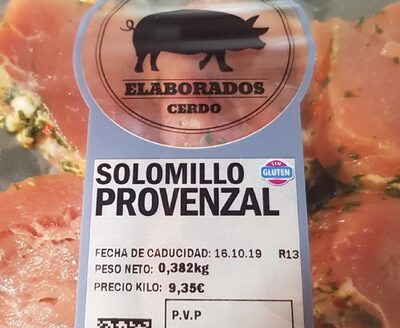 ELABORADOS
CERDO
SOLOMILLO
SIN
GLUTEN
PROVENZAL
FECHA DE CADUCIDAD: 16.10.19 R13
PESO NETO: 0,382kg
PRECIO KILO: 9,35€
P.V.P